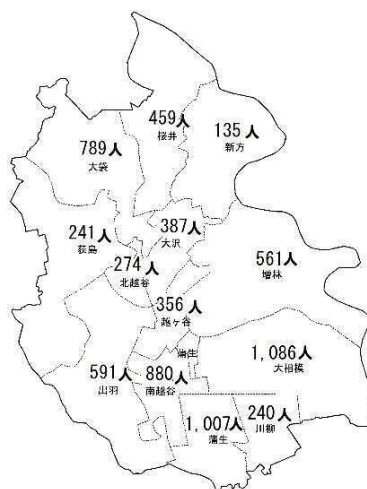 459人
桜井
135人
新方
789人
大袋
387人
大沢
241人
荻島
274人
北越谷
561人
増林
356人
越ヶ谷
蒲生
1,086人
大相模
591人
出羽
880人
南越谷
1,007人
蒲生
240人
川柳